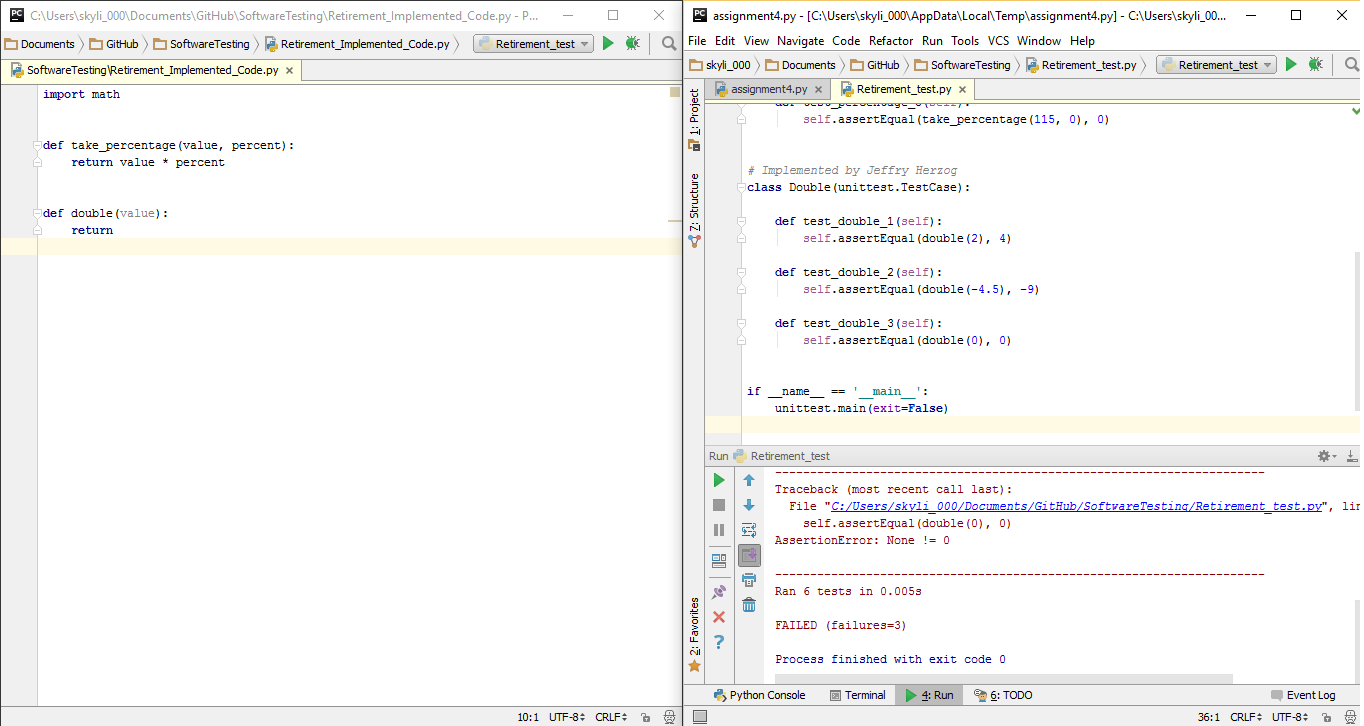 C:\Users\skyli_000\Documents\GitHub\SoftwareTesting\Retirement_Implemented_Code.py - P...
Documents GitHub SoftwareTesting Retirement_Implemented_Code.py Retirement_test
SoftwareTesting\Retirement_Implemented_Code.py
import math
def take_percentage(value, percent):
return value * percent
def double(value):
return
10:1 UTF-8 CRLF
assignment4.py - [C:\Users\skyli_000\AppData\Local\Temp\assignment4.py] - C:\Users\skyli_00...
File Edit View Navigate Code Refactor Run Tools VCS Window Help
skyli_000 Documents GitHub SoftwareTesting Retirement_test.py Retirement_test
assignment4.py Retirement_test.py
1: Project
7: Structure
2: Favorites
def test_percentage_6(self):
self.assertEqual(take_percentage(115, 0), 0)
# Implemented by Jeffry Herzog
class Double(unittest.TestCase):
def test_double_1(self):
self.assertEqual(double(2), 4)
def test_double_2(self):
self.assertEqual(double(-4.5), -9)
def test_double_3(self):
self.assertEqual(double(0), 0)
if __name__ == '__main__':
unittest.main(exit=False)
Run Retirement_test
----------------------------------------------------------------------
Traceback (most recent call last):
File "C:/Users/skyli_000/Documents/GitHub/SoftwareTesting/Retirement_test.py", lin
self.assertEqual(double(0), 0)
AssertionError: None != 0
----------------------------------------------------------------------
Ran 6 tests in 0.005s
FAILED (failures=3)
Process finished with exit code 0
Python Console Terminal 4: Run 6: TODO Event Log
36:1 CRLF UTF-8